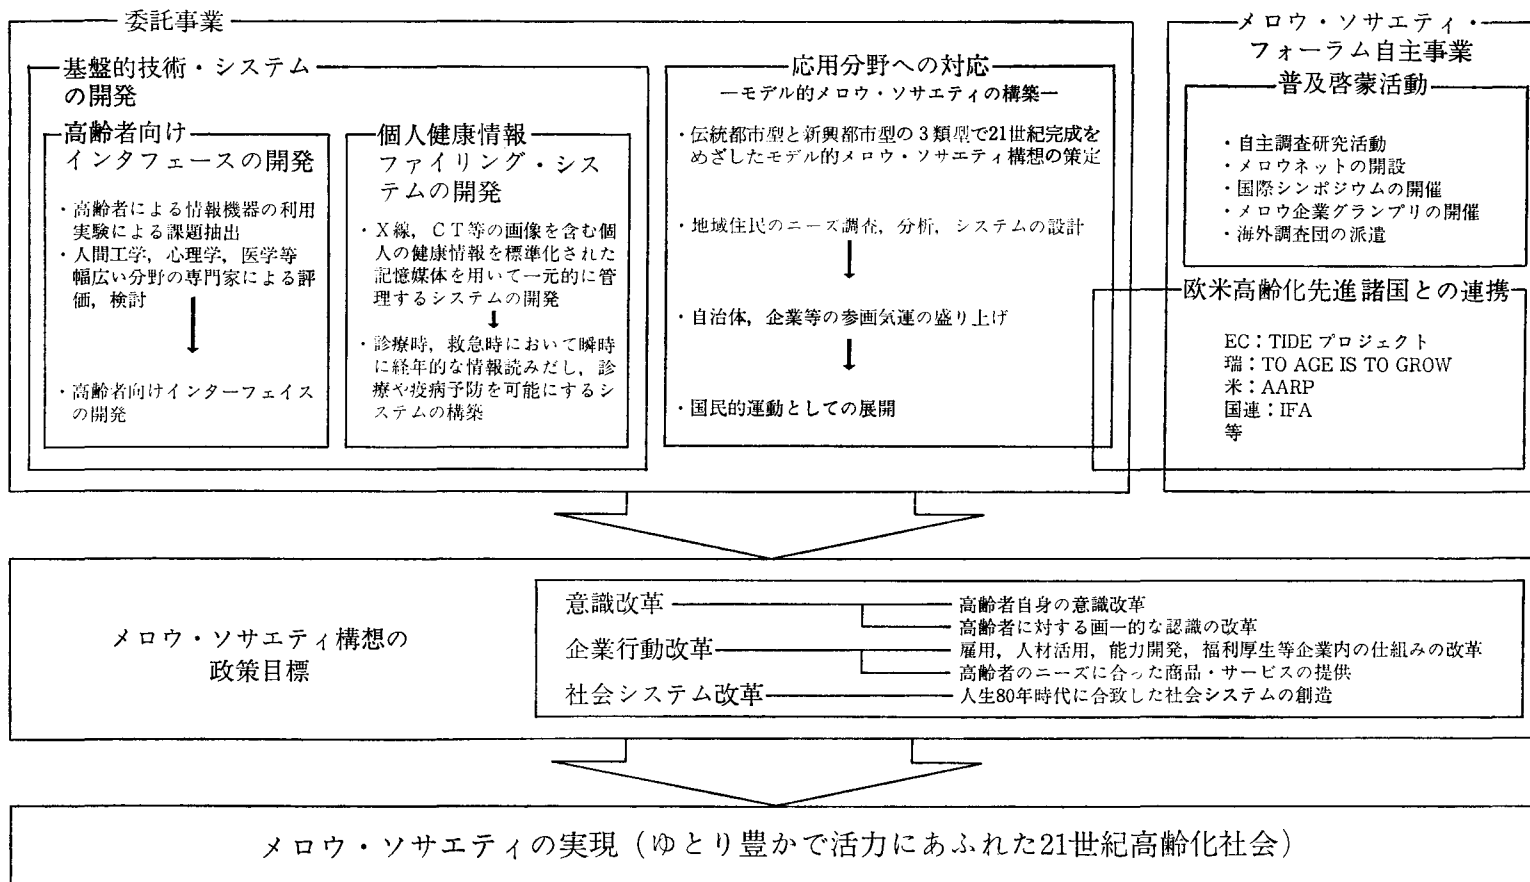 委託事業
基盤的技術・システム
の開発
高齢者向け
インタフェースの開発
・高齢者による情報機器の利用
実験による課題抽出
・人間工学，心理学，医学等
幅広い分野の専門家による評
価，検討
・高齢者向けインターフェイス
の開発
個人健康情報
ファイリング・シス
テムの開発
・X線，CT等の画像を含む個
人の健康情報を標準化された
記憶媒体を用いて一元的に管
理するシステムの開発
・診療時，救急時において瞬時
に経年的な情報読みだし，診
療や疫病予防を可能にするシ
ステムの構築
応用分野への対応
―モデル的メロウ・ソサエティの構築―
・伝統都市型と新興都市型の3類型で21世紀完成を
めざしたモデル的メロウ・ソサエティ構想の策定
・地域住民のニーズ調査，分析，システムの設計
・自治体，企業等の参画気運の盛り上げ
・国民的運動としての展開
メロウ・ソサエティ・
フォーラム自主事業
普及啓蒙活動
・自主調査研究活動
・メロウネットの開設
・国際シンポジウムの開催
・メロウ企業グランプリの開催
・海外調査団の派遣
欧米高齢化先進諸国との連携
EC：TIDE プロジェクト
瑞：TO AGE IS TO GROW
米：AARP
国連：IFA
等
メロウ・ソサエティ構想の
政策目標
意識改革
高齢者自身の意識改革
高齢者に対する画一的な認識の改革
企業行動改革
雇用，人材活用，能力開発，福利厚生等企業内の仕組みの改革
高齢者のニーズに合った商品・サービスの提供
社会システム改革
人生80年時代に合致した社会システムの創造
メロウ・ソサエティの実現（ゆとり豊かで活力にあふれた21世紀高齢化社会）